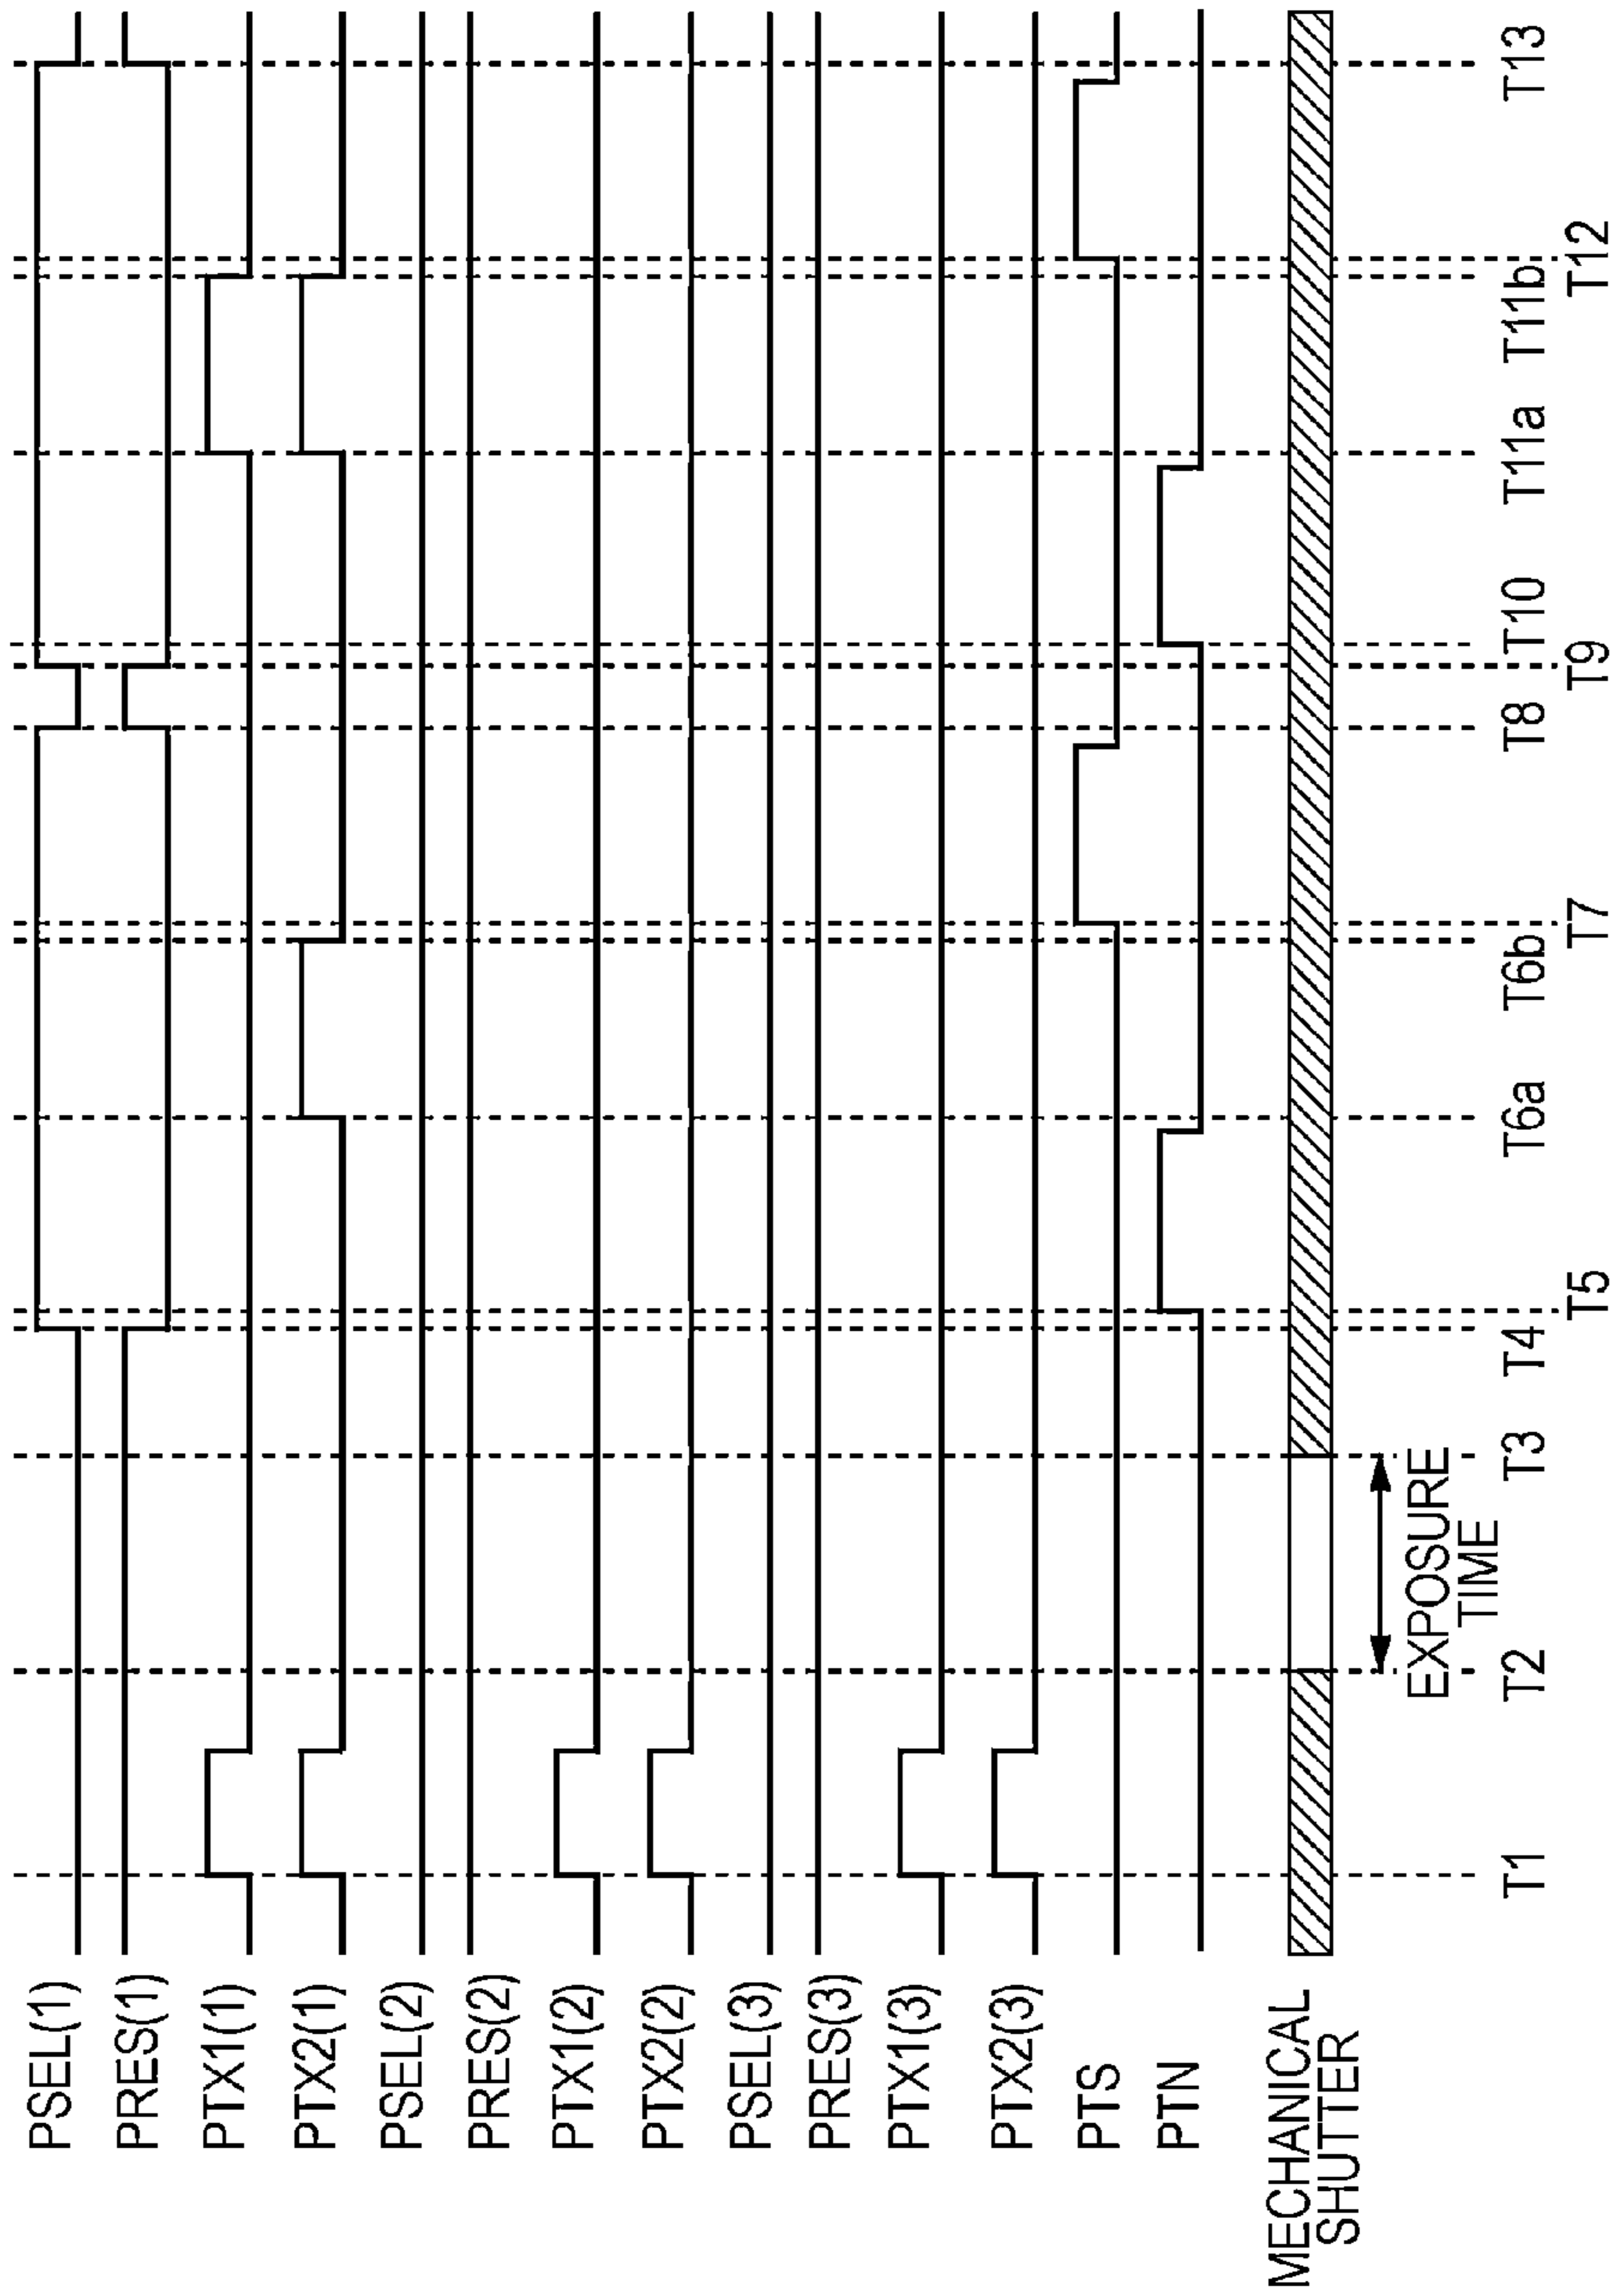 PSEL(1)
PRES(1)
PTX1(1)
PTX2(1)
PSEL(2)
PRES(2)
PTX1(2)
PTX2(2)
PSEL(3)
PRES(3)
PTX1(3)
PTX2(3)
PTS
PTN
MECHANICAL
SHUTTER
EXPOSURE
TIME
T1 T2 T3 T4 T6a T6b T8 T10 T11a T11b T13
T5 T7 T9 T12